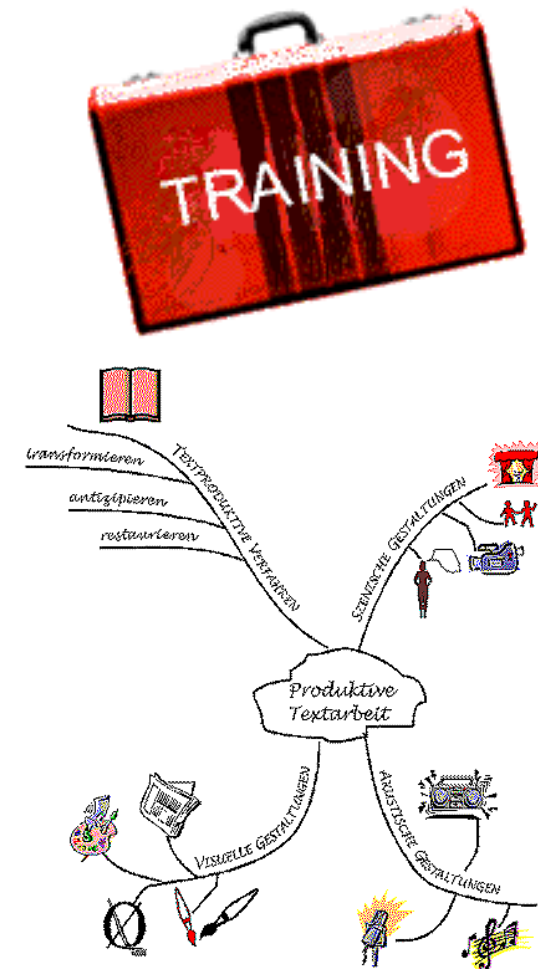 TRAINING
TEXTPRODUKTIVE VERFAHREN
transformieren
antizipieren
restaurieren
SZENISCHE GESTALTUNGEN
Produktive
Textarbeit
VISUELLE GESTALTUNGEN
AKUSTISCHE GESTALTUNGEN